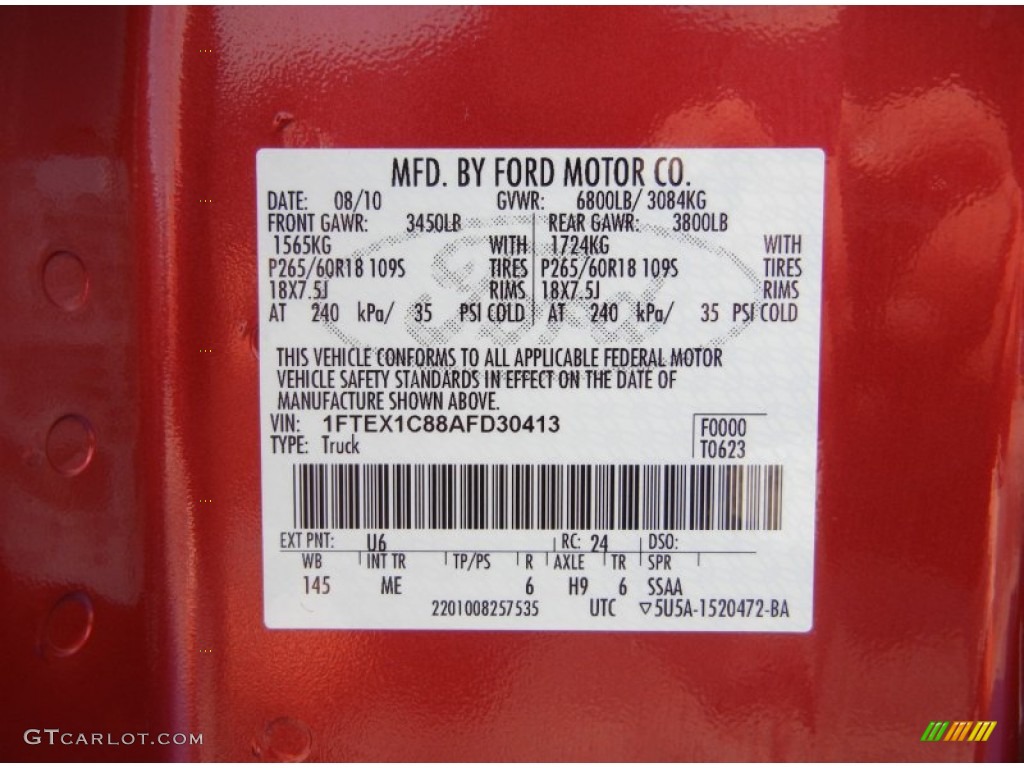 MFD. BY FORD MOTOR CO.
DATE: 08/10 GVWR: 6800LB/ 3084KG
FRONT GAWR: 3450LB REAR GAWR: 3800LB
1565KG WITH 1724KG WITH
P265/60R18 109S TIRES P265/60R18 109S TIRES
18X7.5J RIMS 18X7.5J RIMS
AT 240 kPa/ 35 PSI COLD AT 240 kPa/ 35 PSI COLD
THIS VEHICLE CONFORMS TO ALL APPLICABLE FEDERAL MOTOR
VEHICLE SAFETY STANDARDS IN EFFECT ON THE DATE OF
MANUFACTURE SHOWN ABOVE.
VIN: 1FTEX1C88AFD30413 F0000
TYPE: Truck T0623
EXT PNT: U6 RC: 24 DSO:
WB INT TR TP/PS R AXLE TR SPR
145 ME 6 H9 6 SSAA
2201008257535 UTC ▽5U5A-1520472-BA
GTCARLOT.COM